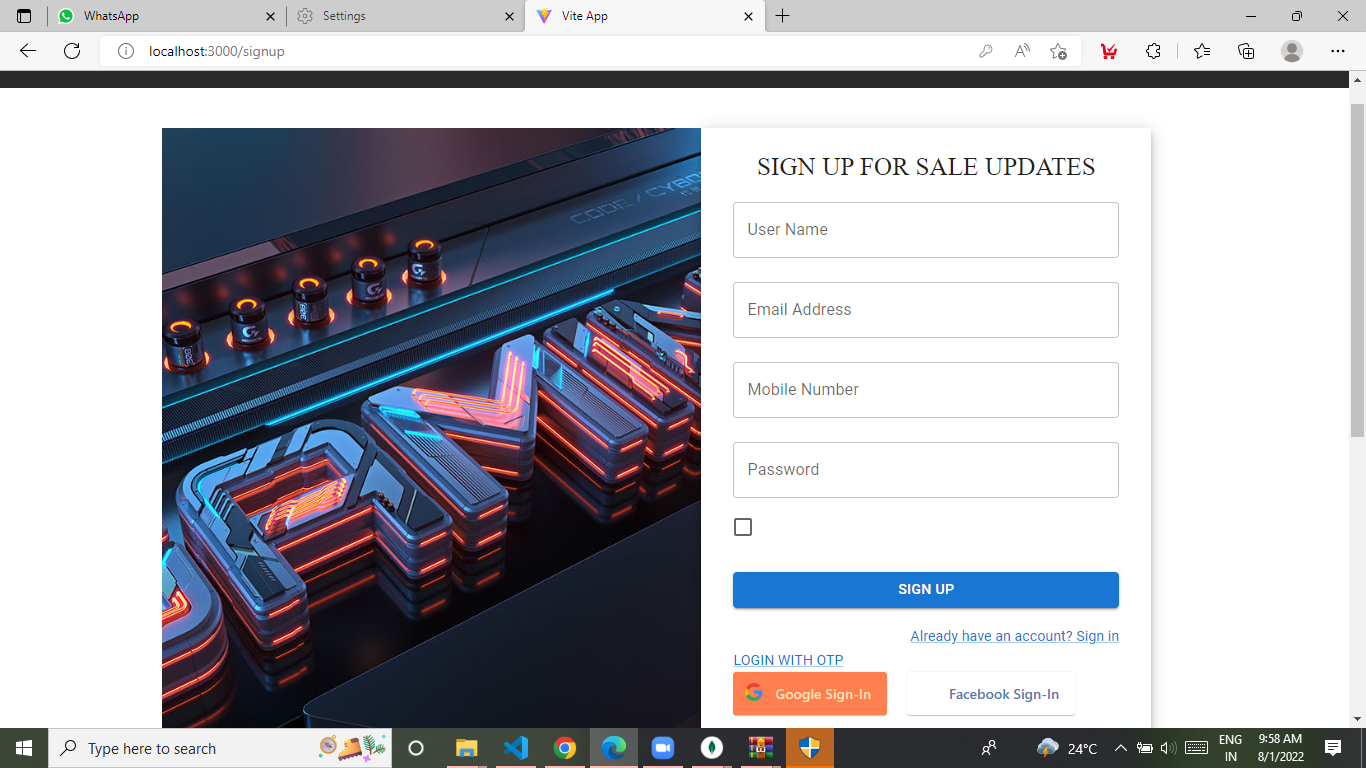 WhatsApp
Settings
Vite App
localhost:3000/signup
CODE / CYBO
SIGN UP FOR SALE UPDATES
User Name
Email Address
Mobile Number
Password
SIGN UP
Already have an account? Sign in
LOGIN WITH OTP
Google Sign-In
Facebook Sign-In
Type here to search
24°C
ENG
IN
9:58 AM
8/1/2022